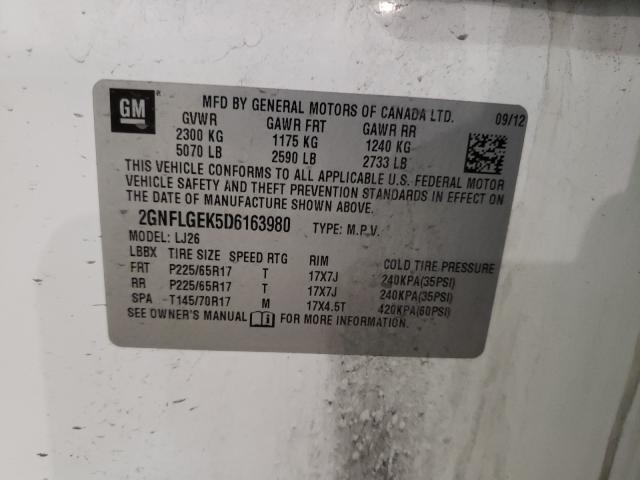 GM ®
MFD BY GENERAL MOTORS OF CANADA LTD. 09/12
GVWR GAWR FRT GAWR RR
2300 KG 1175 KG 1240 KG
5070 LB 2590 LB 2733 LB
THIS VEHICLE CONFORMS TO ALL APPLICABLE U.S. FEDERAL MOTOR
VEHICLE SAFETY AND THEFT PREVENTION STANDARDS IN EFFECT ON
THE DATE OF MANUFACTURE SHOWN ABOVE.
2GNFLGEK5D6163980 TYPE: M.P.V.
MODEL: LJ26
LBBX TIRE SIZE SPEED RTG RIM COLD TIRE PRESSURE
FRT P225/65R17 T 17X7J 240KPA(35PSI)
RR P225/65R17 T 17X7J 240KPA(35PSI)
SPA T145/70R17 M 17X4.5T 420KPA(60PSI)
SEE OWNER'S MANUAL FOR MORE INFORMATION.